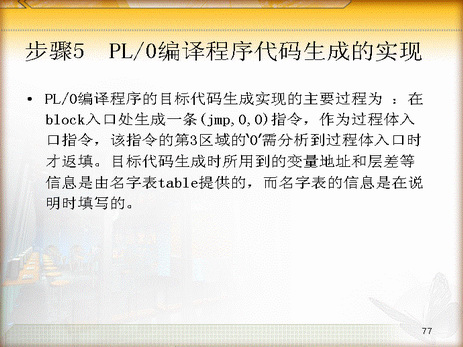 步骤5 PL/0编译程序代码生成的实现
• PL/0编译程序的目标代码生成实现的主要过程为 : 在
block入口处生成一条(jmp,0,0)指令，作为过程体入
口指令，该指令的第3区域的‘0’需分析到过程体入口时
才返填。目标代码生成时所用到的变量地址和层差等
信息是由名字表table提供的，而名字表的信息是在说
明时填写的。
77